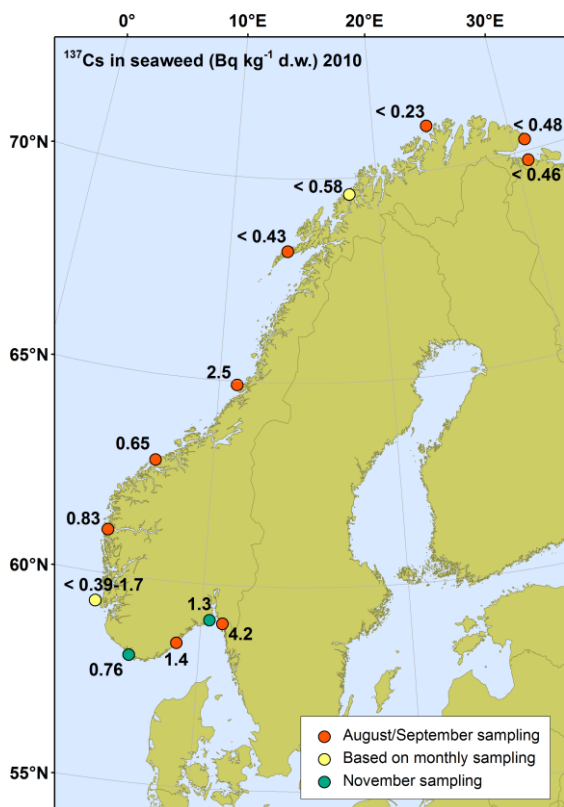 0° 10°E 20°E 30°E
¹³⁷Cs in seaweed (Bq kg⁻¹ d.w.) 2010
< 0.23
< 0.48
70°N
< 0.46
< 0.58
< 0.43
65°N
2.5
0.65
0.83
60°N
< 0.39-1.7
1.3
4.2
1.4
0.76
August/September sampling
Based on monthly sampling
November sampling
55°N